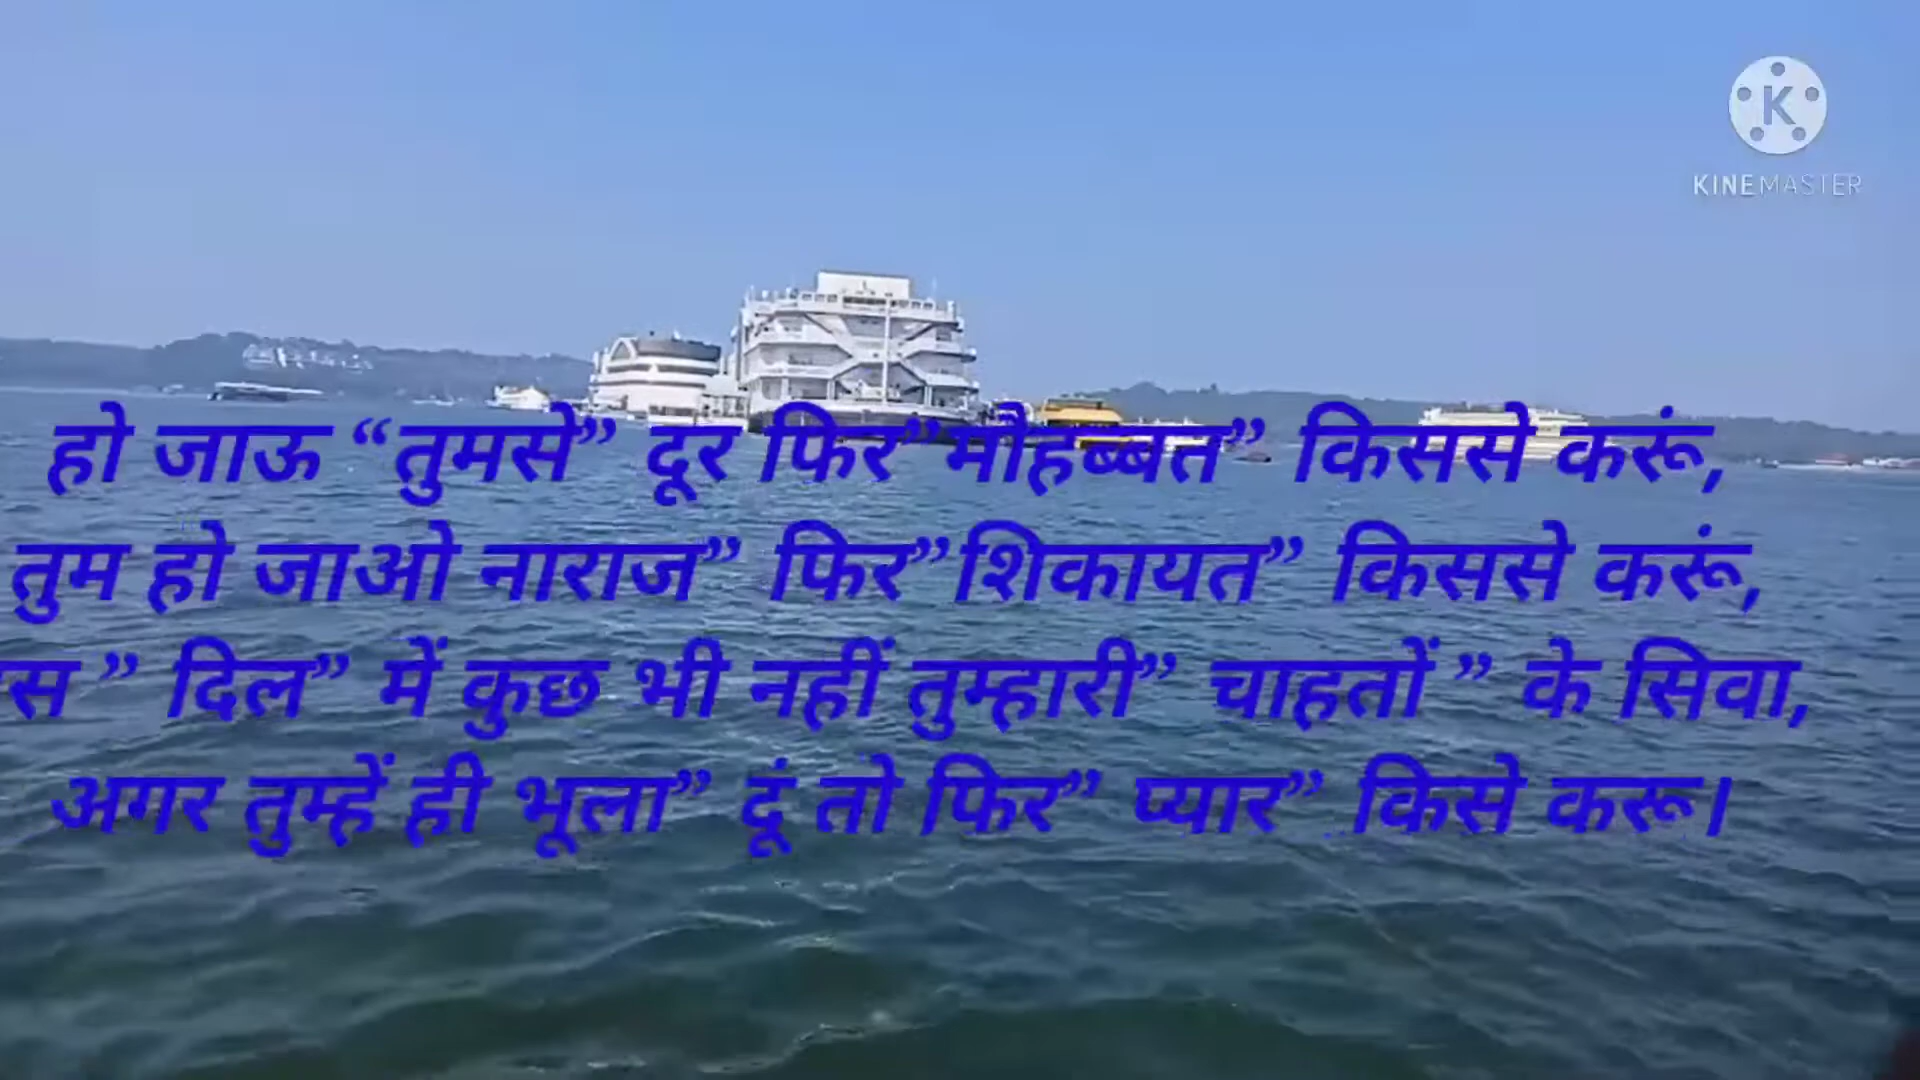 KINEMASTER
हो जाऊ “तुमसे” दूर फिर”मौहब्बत” किससे करूं,
तुम हो जाओ नाराज” फिर”शिकायत” किससे करूं,
” दिल” में कुछ भी नहीं तुम्हारी” चाहतों ” के सिवा,
अगर तुम्हें ही भूला” दूं तो फिर” प्यार” किसे करू।